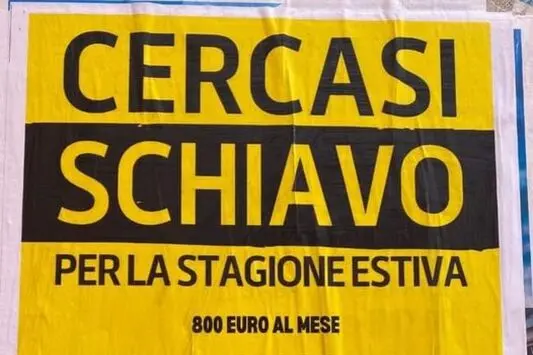 CERCASI
SCHIAVO
PER LA STAGIONE ESTIVA
800 EURO AL MESE